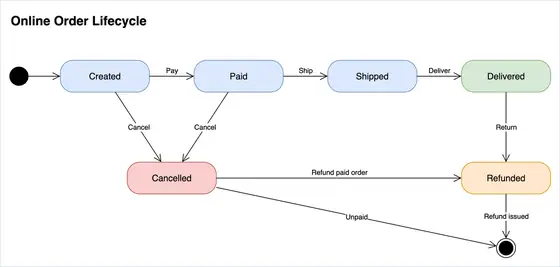 Online Order Lifecycle
Created
Pay
Paid
Ship
Shipped
Deliver
Delivered
Cancel
Cancel
Return
Cancelled
Refund paid order
Refunded
Unpaid
Refund issued